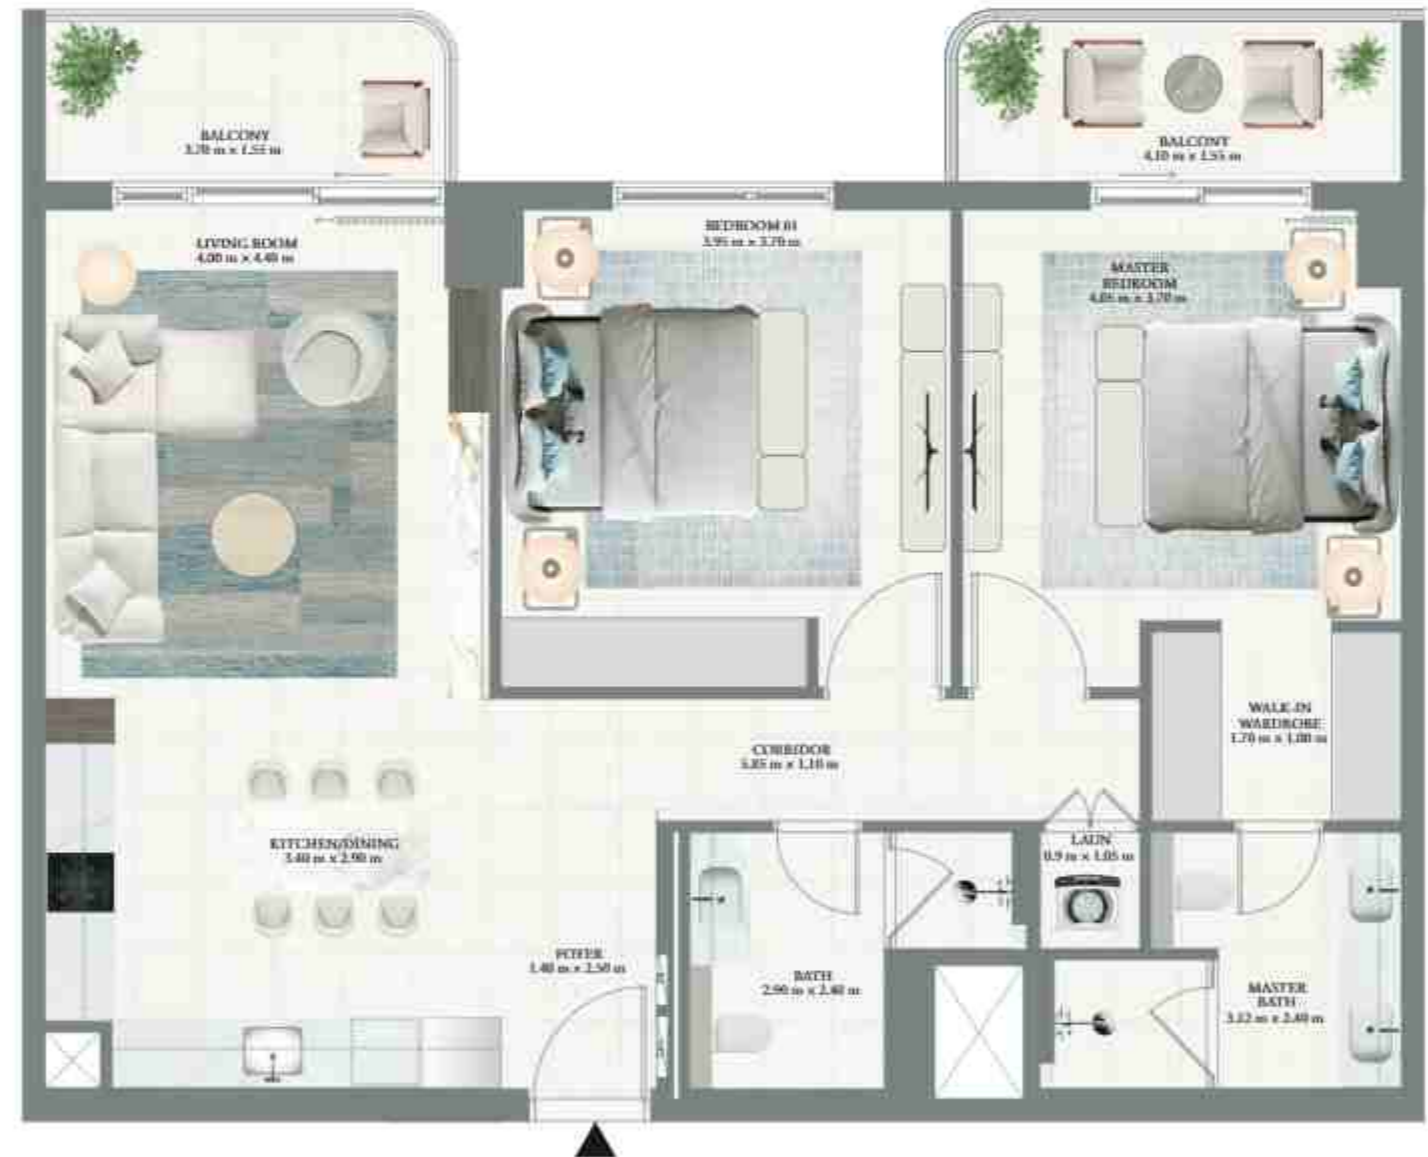 BALCONY
3.70 m x 1.55 m
BALCONY
4.10 m x 1.55 m
LIVING ROOM
4.00 m x 4.40 m
BEDROOM 01
3.95 m x 3.70 m
MASTER
BEDROOM
4.05 m x 3.70 m
WALK-IN
WARDROBE
1.70 m x 1.80 m
CORRIDOR
5.85 m x 1.10 m
KITCHEN/DINING
3.40 m x 2.90 m
LAUN
0.9 m x 1.05 m
FOYER
1.40 m x 2.50 m
BATH
2.90 m x 2.40 m
MASTER
BATH
3.12 m x 2.40 m